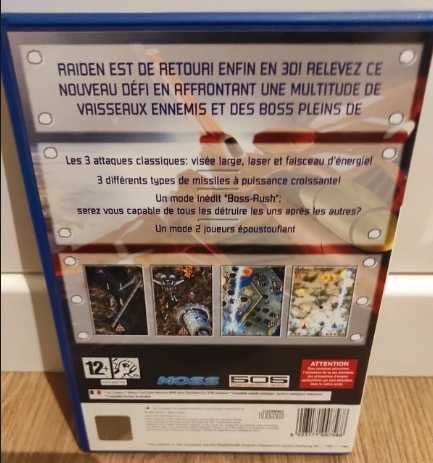 RAIDEN EST DE RETOUR! ENFIN EN 3D! RELEVEZ CE
NOUVEAU DÉFI EN AFFRONTANT UNE MULTITUDE DE
VAISSEAUX ENNEMIS ET DES BOSS PLEINS DE
Les 3 attaques classiques: visée large, laser et faisceau d'énergie!
3 différents types de missiles à puissance croissante!
Un mode inédit "Boss-Rush":
serez vous capable de tous les détruire les uns après les autres?
Un mode 2 joueurs époustouflant
12+
MOSS
505
ATTENTION